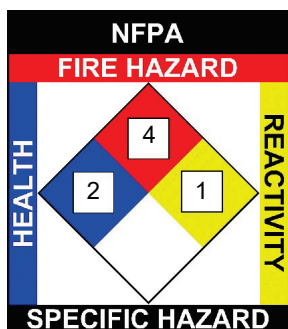 NFPA
FIRE HAZARD
HEALTH
4
2
1
REACTIVITY
SPECIFIC HAZARD